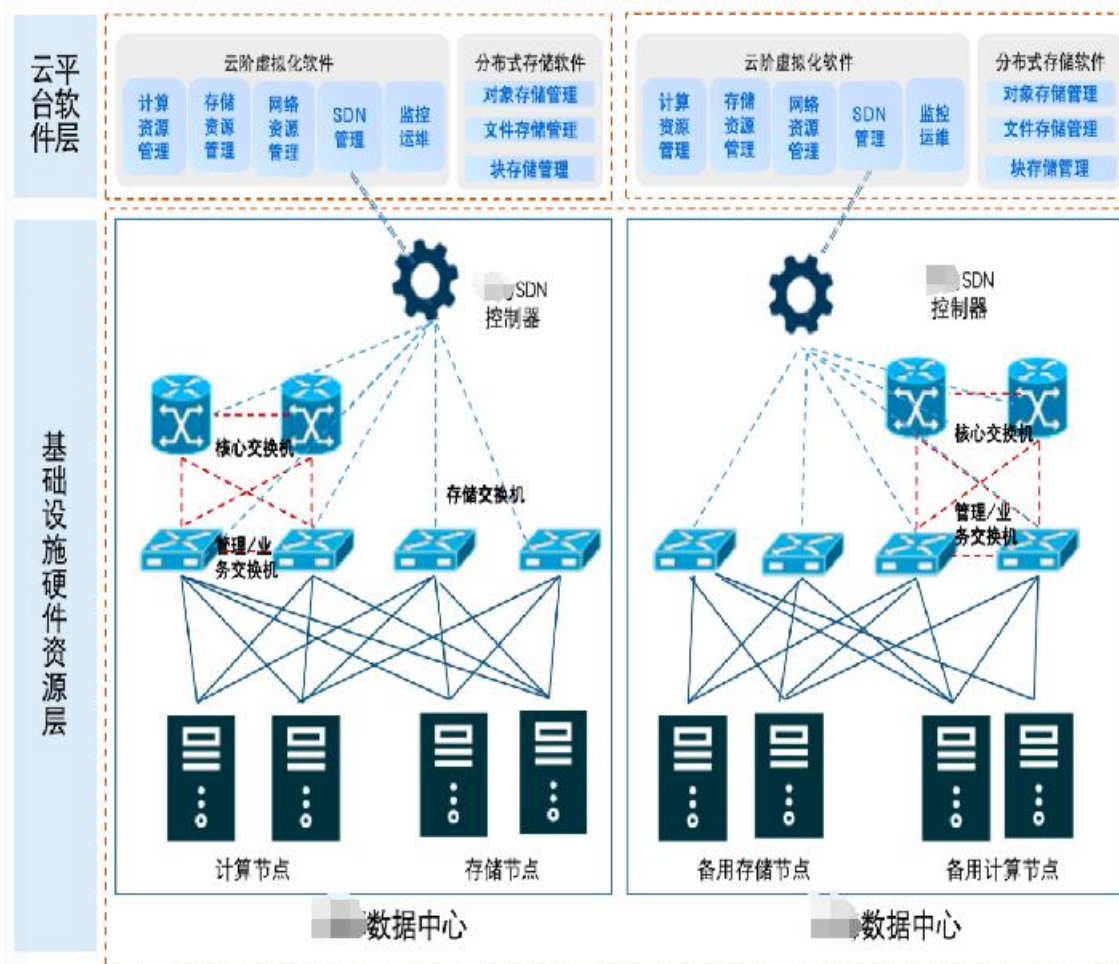 云平台软件层
云阶虚拟化软件
计算资源管理
存储资源管理
网络资源管理
SDN管理
监控运维
分布式存储软件
对象存储管理
文件存储管理
块存储管理
云阶虚拟化软件
计算资源管理
存储资源管理
网络资源管理
SDN管理
监控运维
分布式存储软件
对象存储管理
文件存储管理
块存储管理
基础设施硬件资源层
SDN
控制器
核心交换机
存储交换机
管理/业
务交换机
计算节点
存储节点
数据中心
SDN
控制器
核心交换机
管理/业
务交换机
备用存储节点
备用计算节点
数据中心